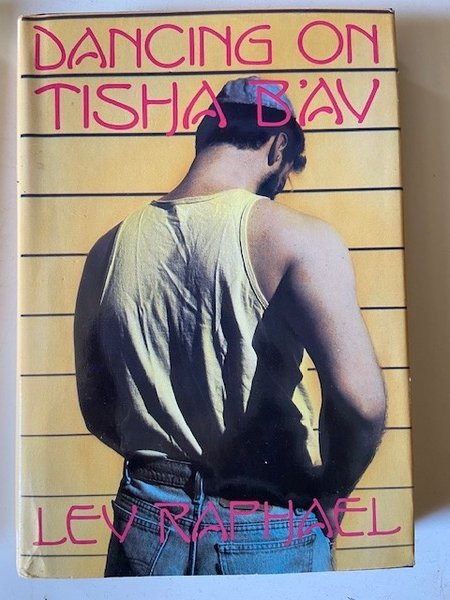 DANCING ON
TISHA B'AV
LEV RAPHAEL